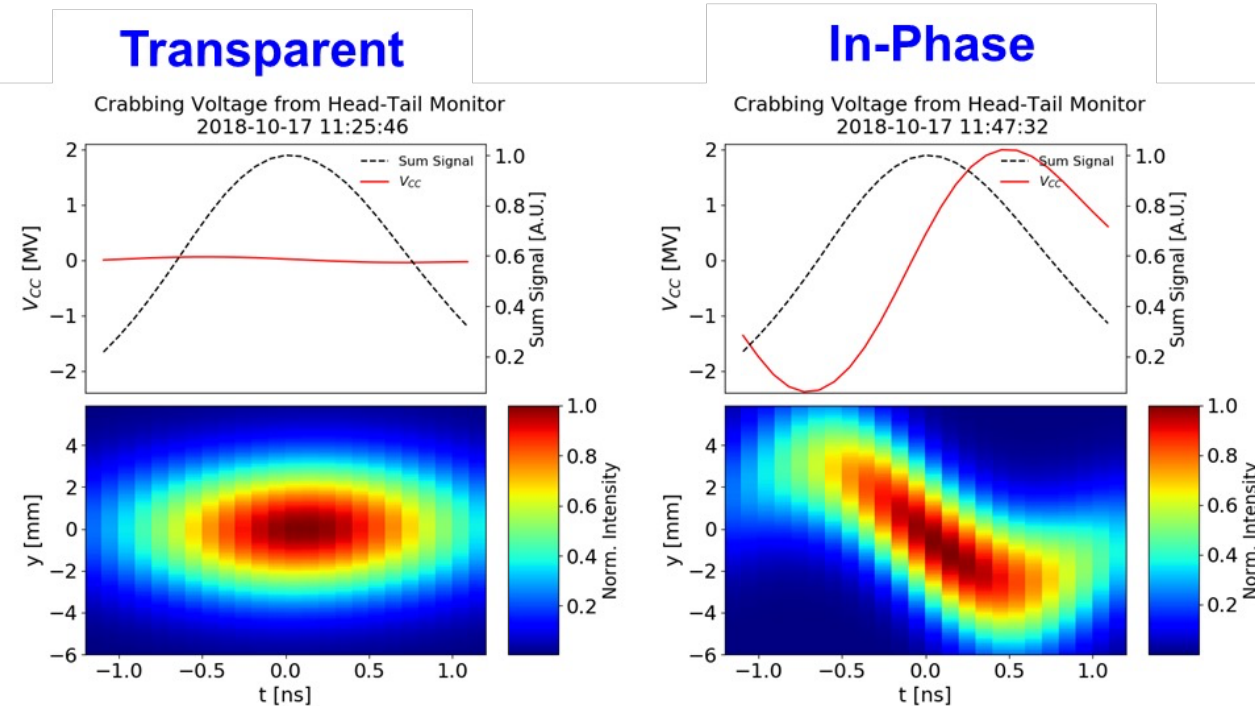 Transparent
Crabbing Voltage from Head-Tail Monitor
2018-10-17 11:25:46
2
1
0
−1
−2
V_CC [MV]
Sum Signal
V_CC
1.0
0.8
0.6
0.4
0.2
Sum Signal [A.U.]
4
2
0
−2
−4
−6
y [mm]
−1.0 −0.5 0.0 0.5 1.0
t [ns]
1.0
0.8
0.6
0.4
0.2
Norm. Intensity
In-Phase
Crabbing Voltage from Head-Tail Monitor
2018-10-17 11:47:32
2
1
0
−1
−2
V_CC [MV]
Sum Signal
V_CC
1.0
0.8
0.6
0.4
0.2
Sum Signal [A.U.]
4
2
0
−2
−4
−6
y [mm]
−1.0 −0.5 0.0 0.5 1.0
t [ns]
1.0
0.8
0.6
0.4
0.2
Norm. Intensity